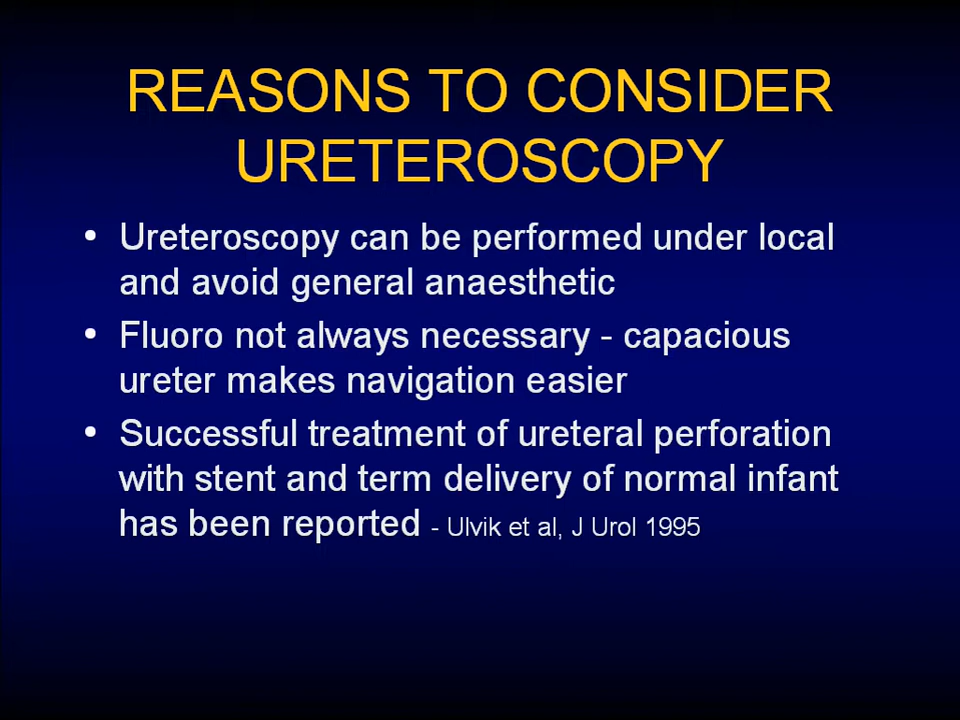 REASONS TO CONSIDER
URETEROSCOPY
• Ureteroscopy can be performed under local
and avoid general anaesthetic
• Fluoro not always necessary - capacious
ureter makes navigation easier
• Successful treatment of ureteral perforation
with stent and term delivery of normal infant
has been reported - Ulvik et al, J Urol 1995